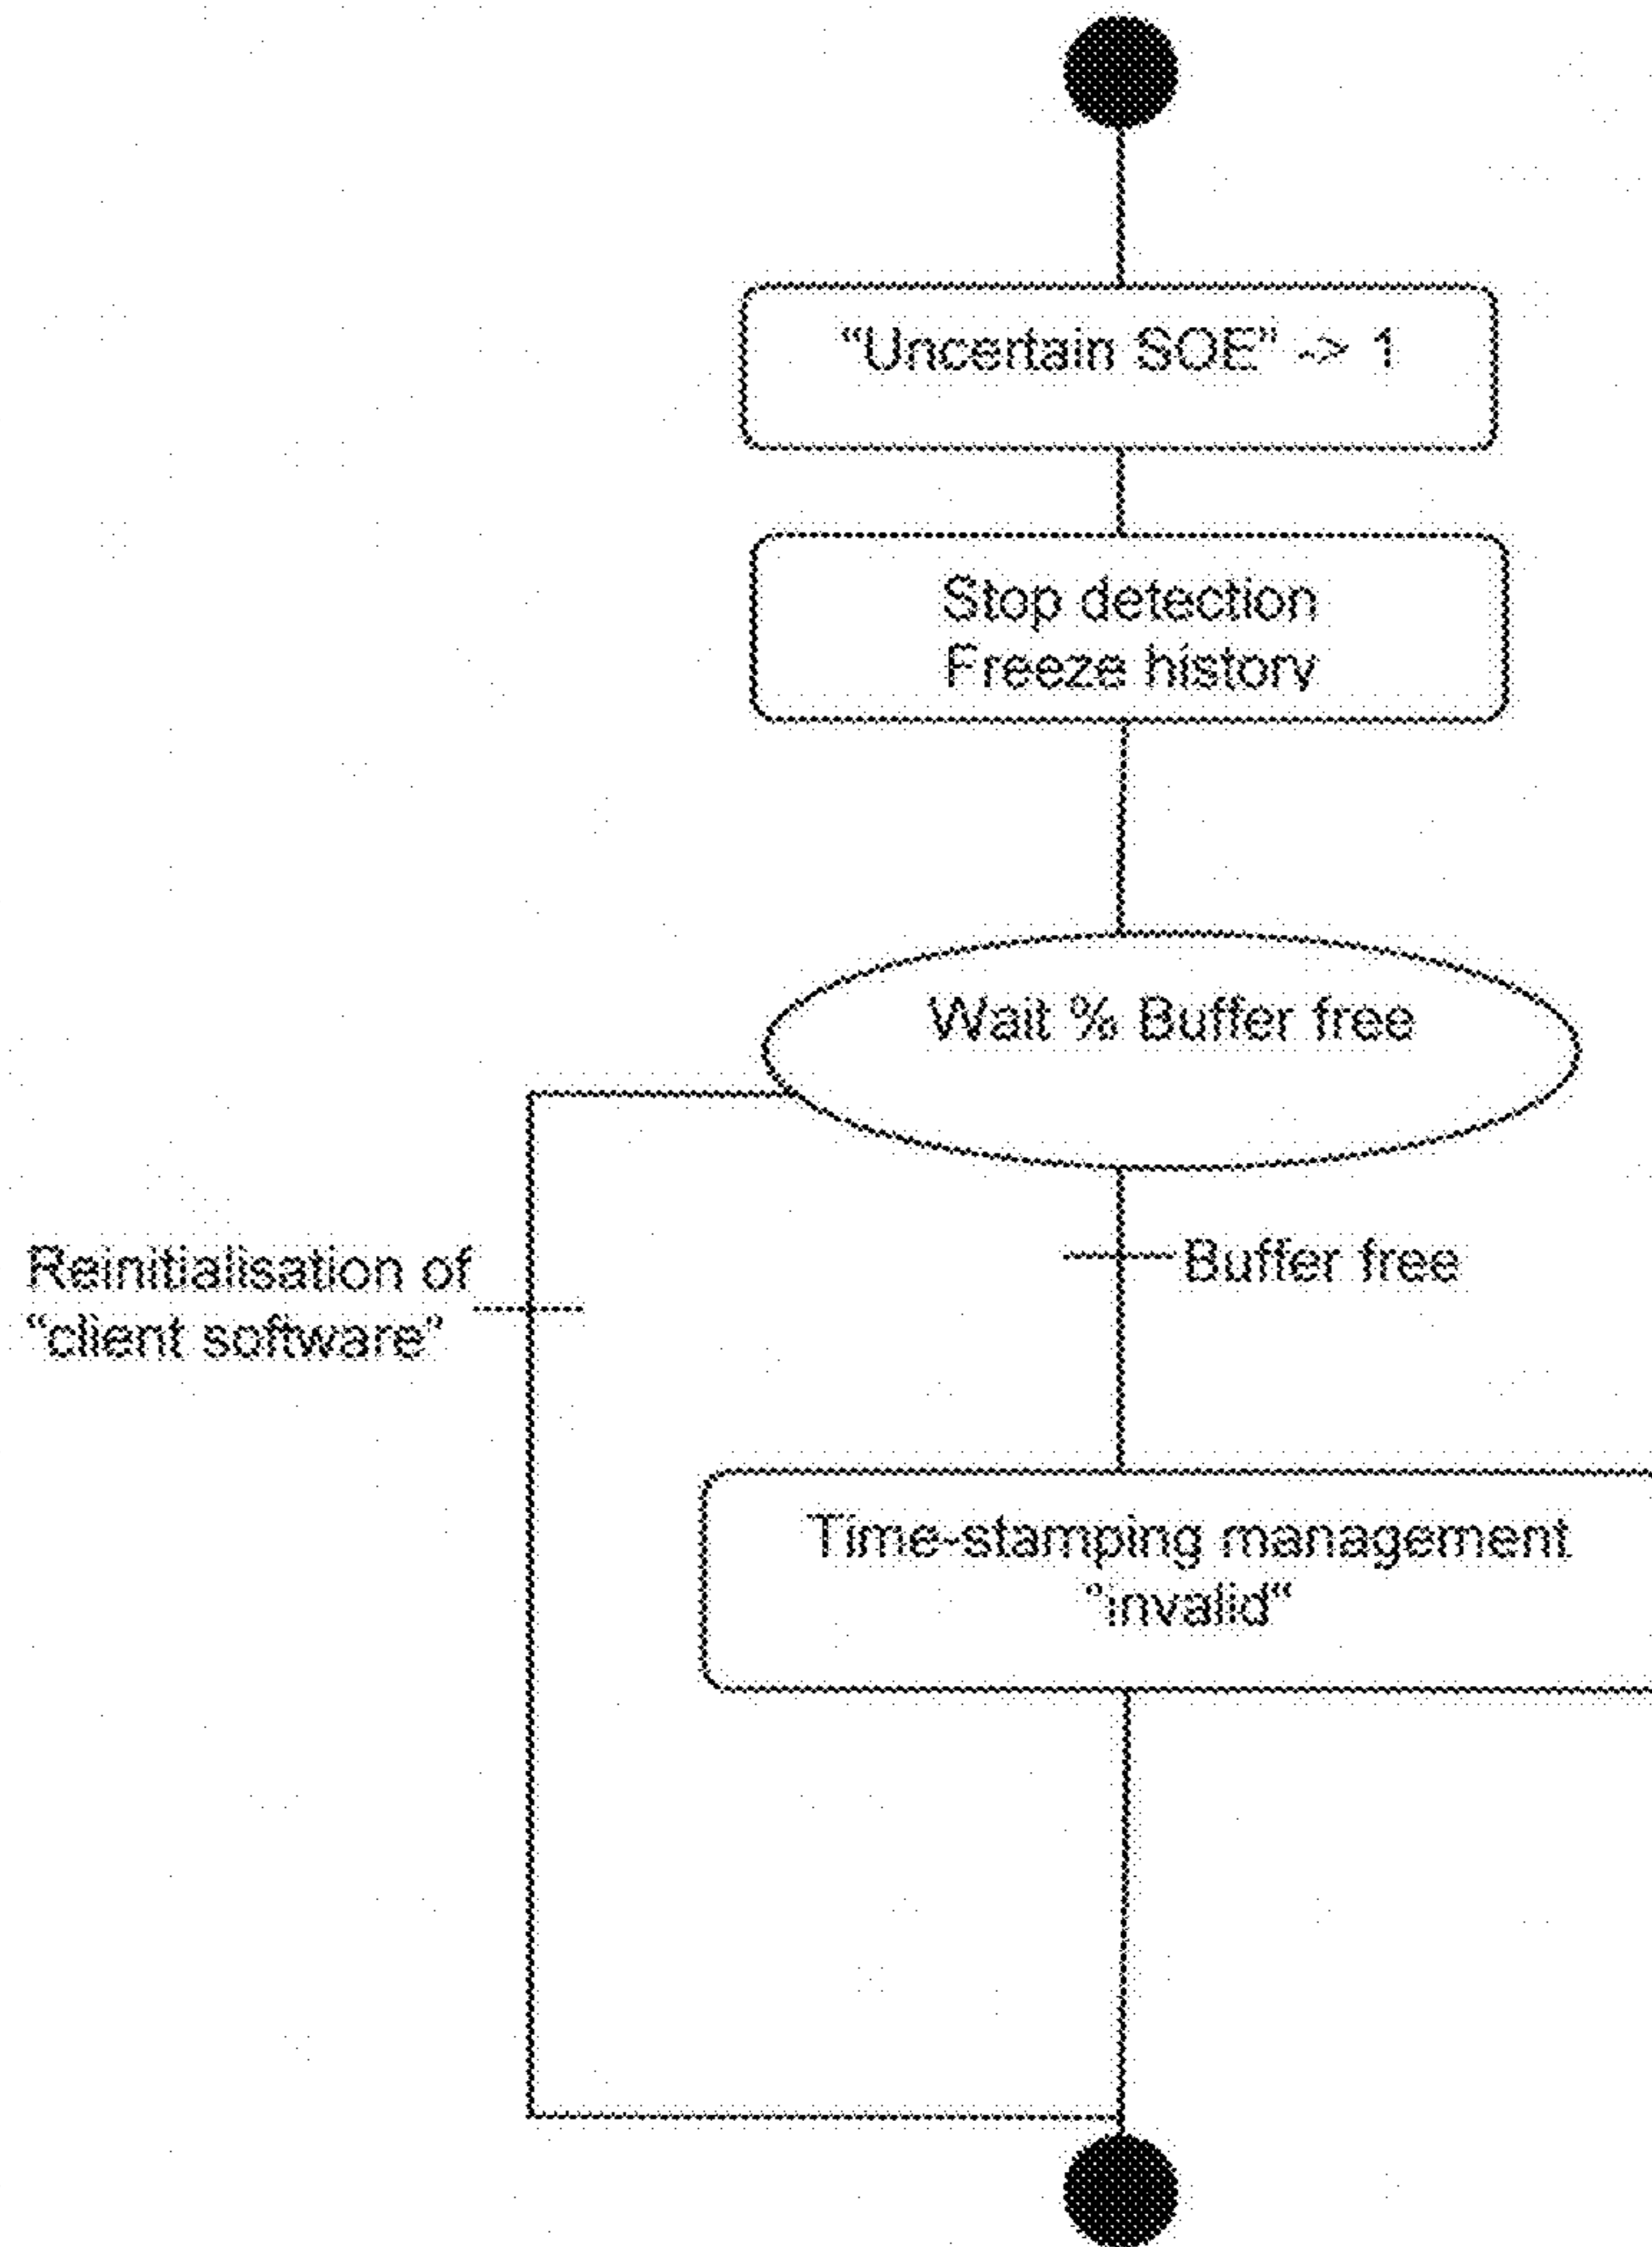 “Uncertain SOE” -> 1
Stop detection
Freeze history
Wait % Buffer free
Buffer free
Reinitialisation of
“client software”
Time-stamping management
“invalid“